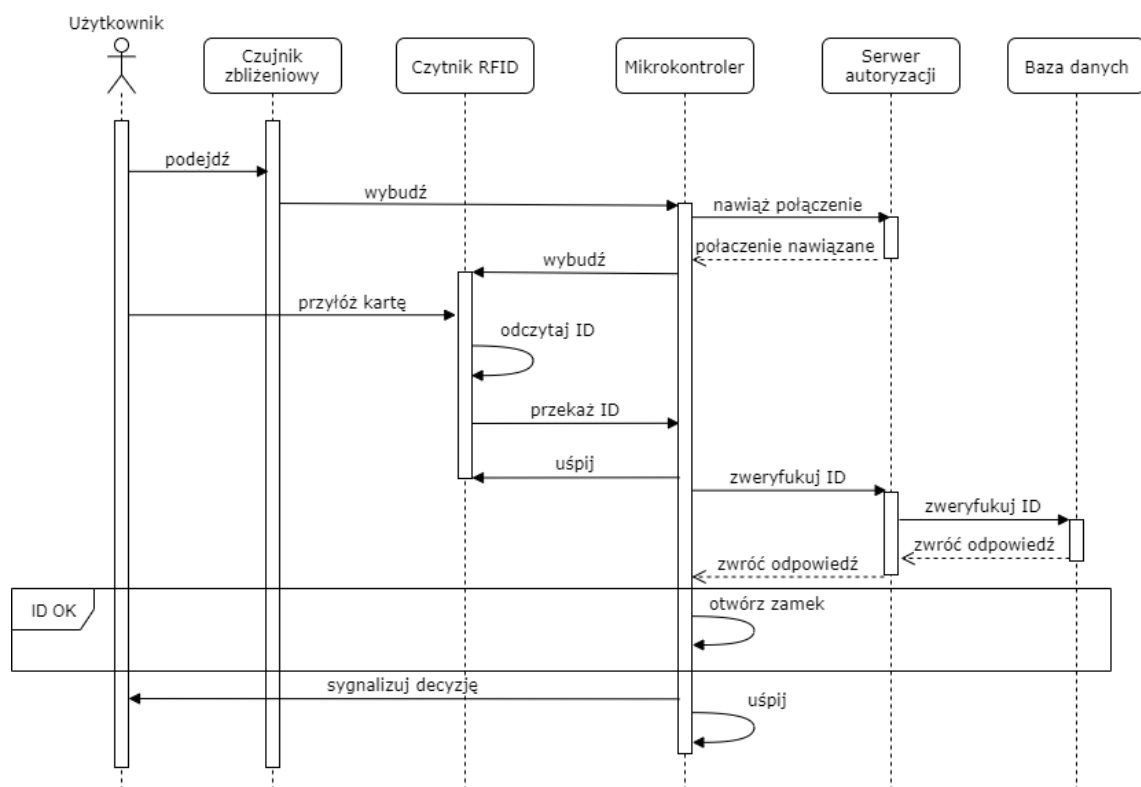 Użytkownik
Czujnik
zbliżeniowy
Czytnik RFID
Mikrokontroler
Serwer
autoryzacji
Baza danych
podejdź
wybudź
nawiąż połączenie
połaczenie nawiązane
wybudź
przyłóż kartę
odczytaj ID
przekaż ID
uśpij
zweryfukuj ID
zweryfukuj ID
zwróć odpowiedź
zwróć odpowiedź
ID OK
otwórz zamek
sygnalizuj decyzję
uśpij